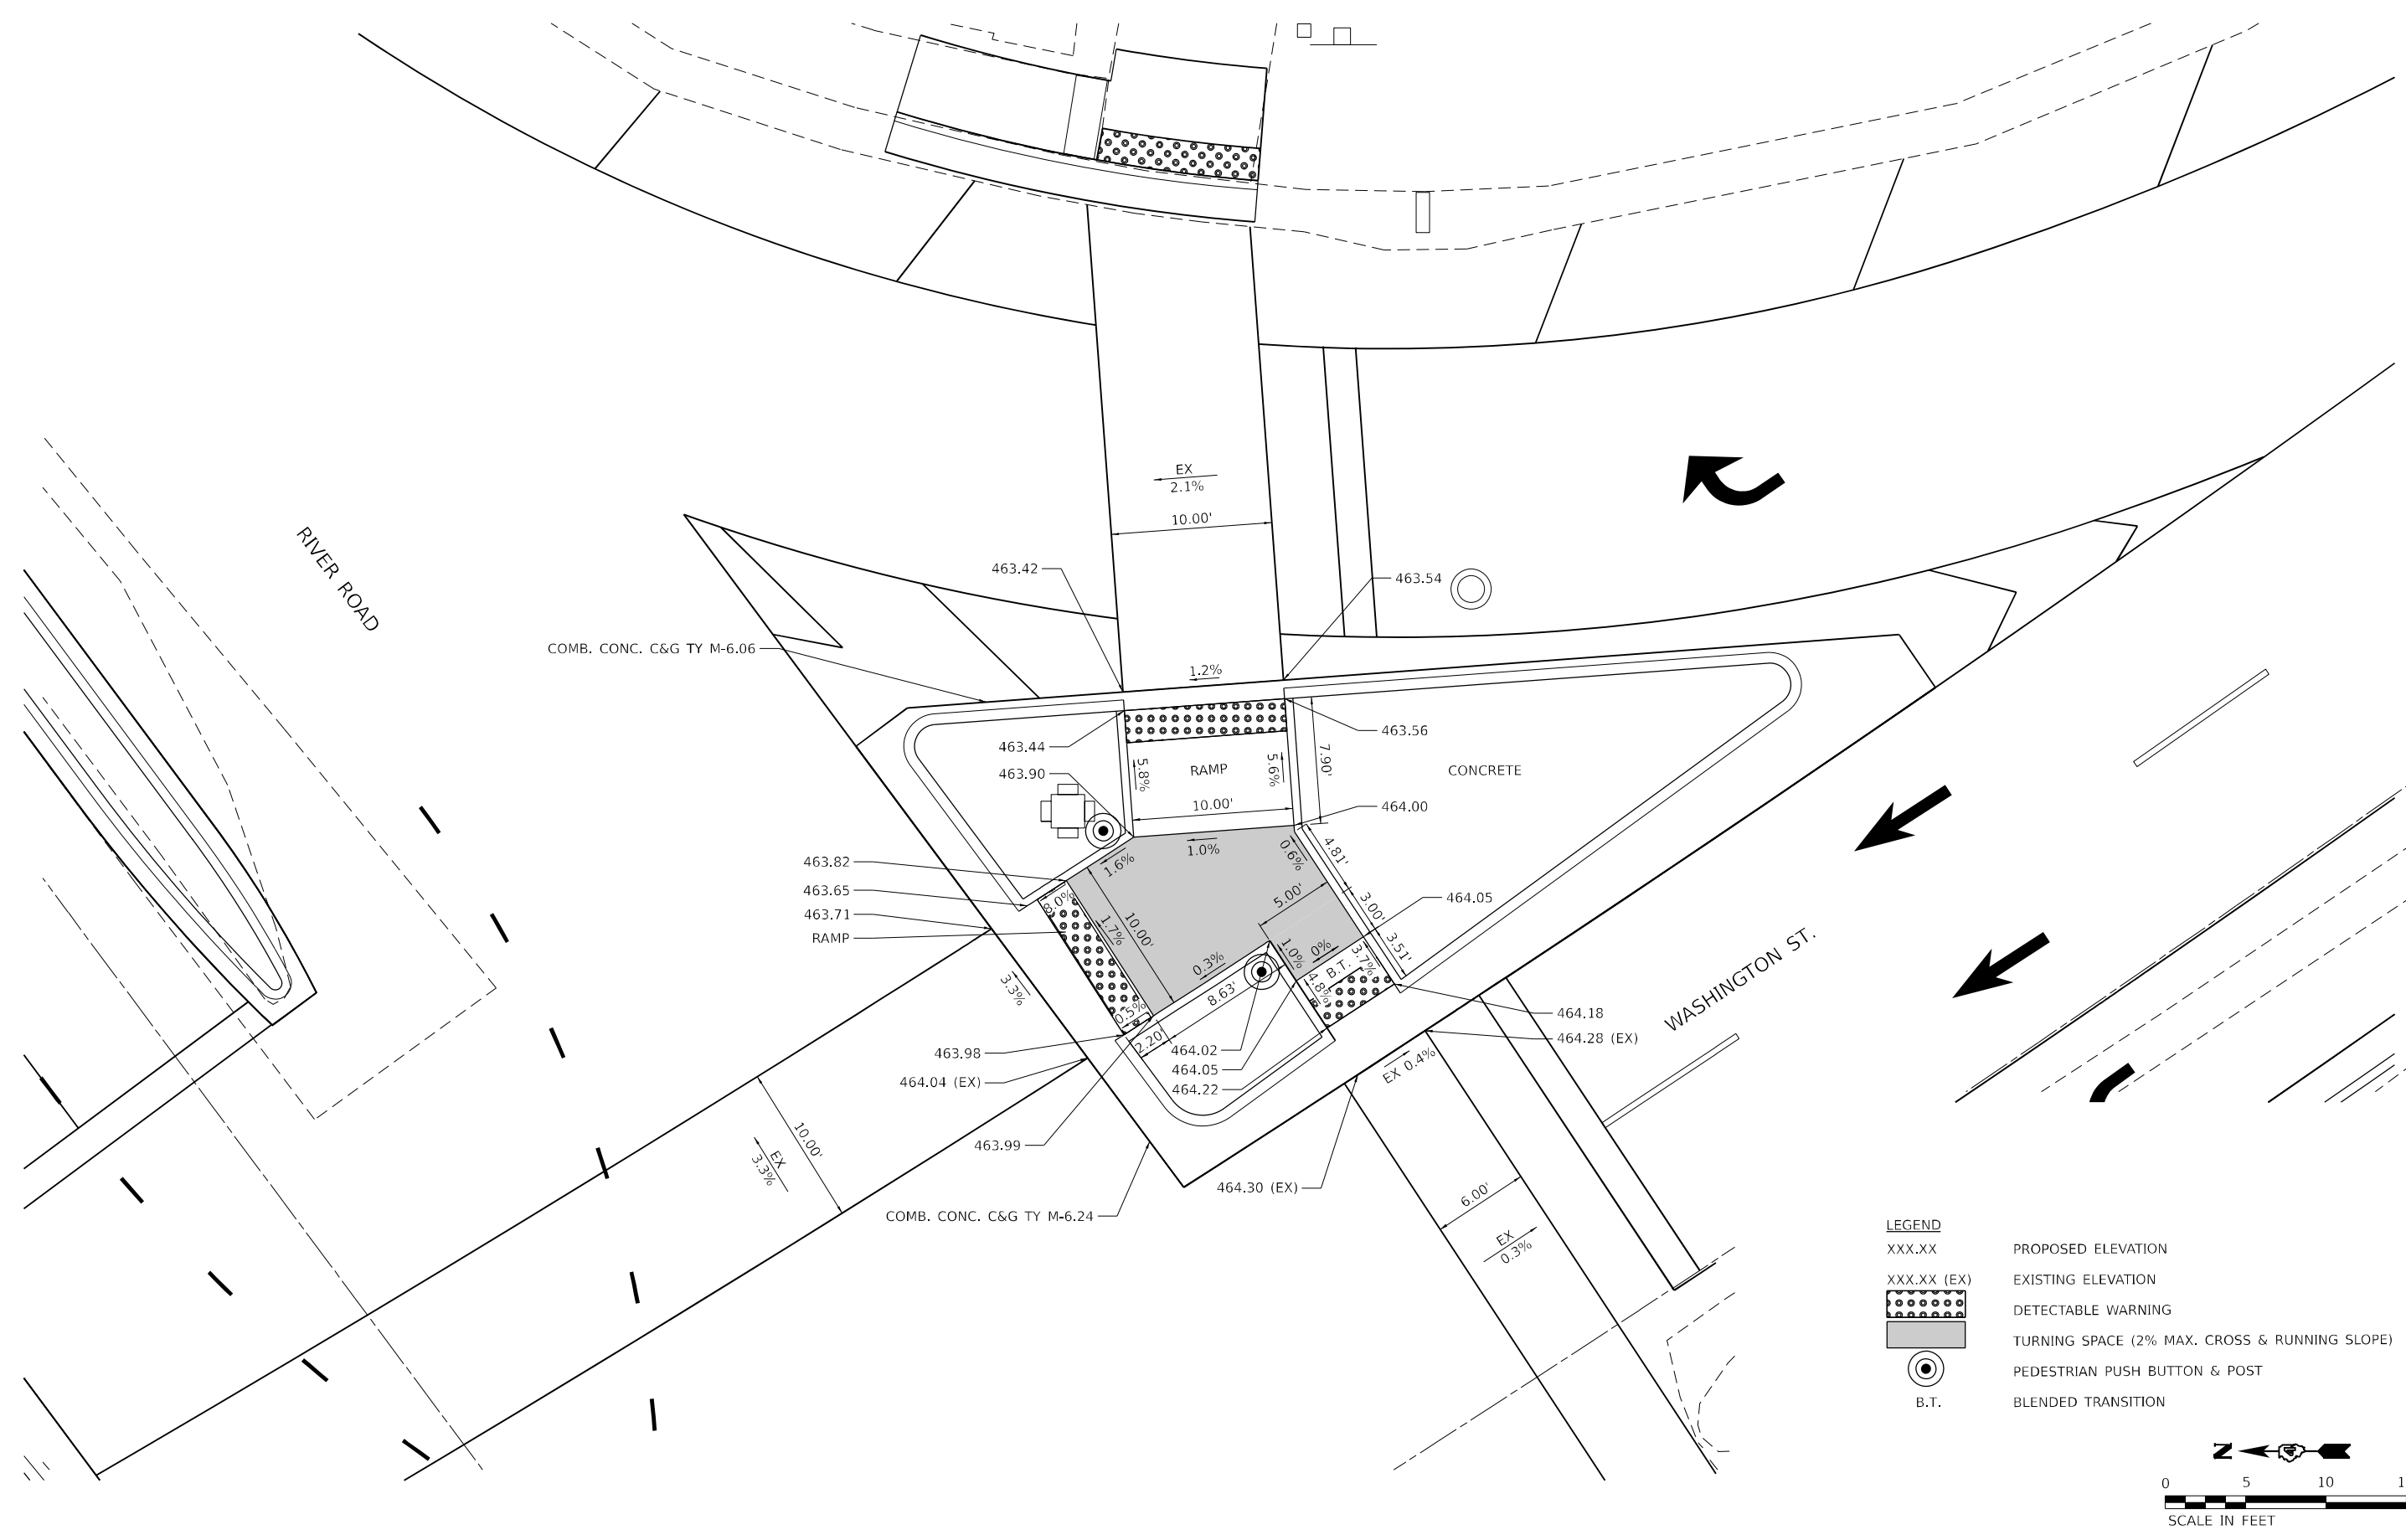 EX
2.1%
10.00'
RIVER ROAD
463.42
463.54
COMB. CONC. C&G TY M-6.06
1.2%
463.44
463.56
463.90
5.8%
RAMP
5.6%
7.90'
CONCRETE
10.00'
464.00
1.0%
0.6%
4.81'
463.82
1.6%
463.65
8.0%
5.00'
3.00'
464.05
463.71
1.7%
10.00'
RAMP
3.51'
0.3%
1.0%
0%
3.7%
B.T.
WASHINGTON ST.
3.3%
8.63'
4.8%
0.5%
464.18
2.20'
464.28 (EX)
463.98
464.02
464.05
464.04 (EX)
464.22
EX 0.4%
463.99
10.00'
EX
3.3%
464.30 (EX)
6.00'
COMB. CONC. C&G TY M-6.24
EX
0.3%
LEGEND
XXX.XX PROPOSED ELEVATION
XXX.XX (EX) EXISTING ELEVATION
DETECTABLE WARNING
TURNING SPACE (2% MAX. CROSS & RUNNING SLOPE)
PEDESTRIAN PUSH BUTTON & POST
B.T. BLENDED TRANSITION
N
0 5 10
SCALE IN FEET